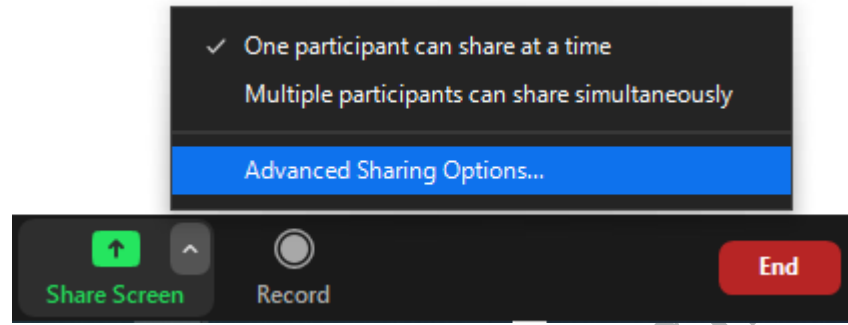 One participant can share at a time
Multiple participants can share simultaneously
Advanced Sharing Options...
Share Screen
Record
End